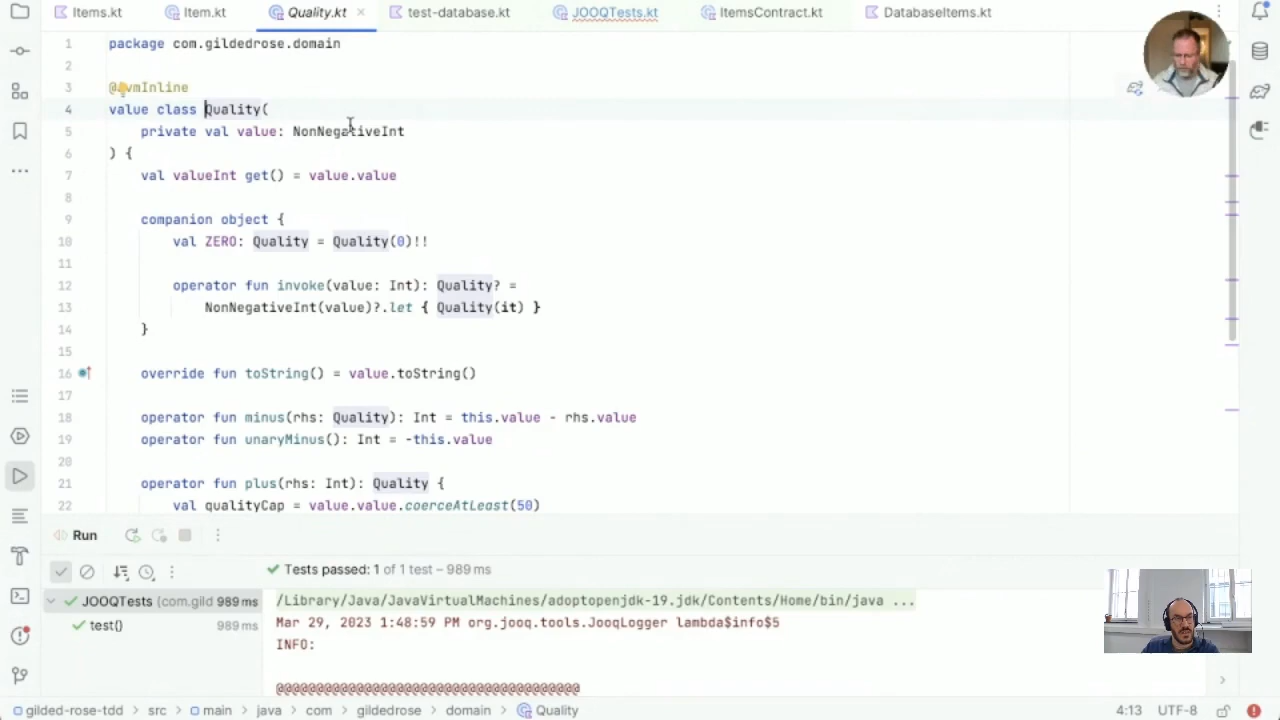 Items.kt Item.kt Quality.kt test-database.kt JOOQTests.kt ItemsContract.kt DatabaseItems.kt
1 package com.gildedrose.domain
2
3 @JvmInline
4 value class Quality(
5 private val value: NonNegativeInt
6 ) {
7 val valueInt get() = value.value
8
9 companion object {
10 val ZERO: Quality = Quality(0)!!
11
12 operator fun invoke(value: Int): Quality? =
13 NonNegativeInt(value)?.let { Quality(it) }
14 }
15
16 override fun toString() = value.toString()
17
18 operator fun minus(rhs: Quality): Int = this.value - rhs.value
19 operator fun unaryMinus(): Int = -this.value
20
21 operator fun plus(rhs: Int): Quality {
22 val qualityCap = value.value.coerceAtLeast(50)
Run
Tests passed: 1 of 1 test – 989 ms
JOOQTests (com.gild 989 ms
test() 989 ms
/Library/Java/JavaVirtualMachines/adoptopenjdk-19.jdk/Contents/Home/bin/java ...
Mar 29, 2023 1:48:59 PM org.jooq.tools.JooqLogger lambda$info$5
INFO:
@@@@@@@@@@@@@@@@@@@@@@@@@@@@@@@@@@@@@@
gilded-rose-tdd > src > main > java > com > gildedrose > domain > Quality 4:13 UTF-8